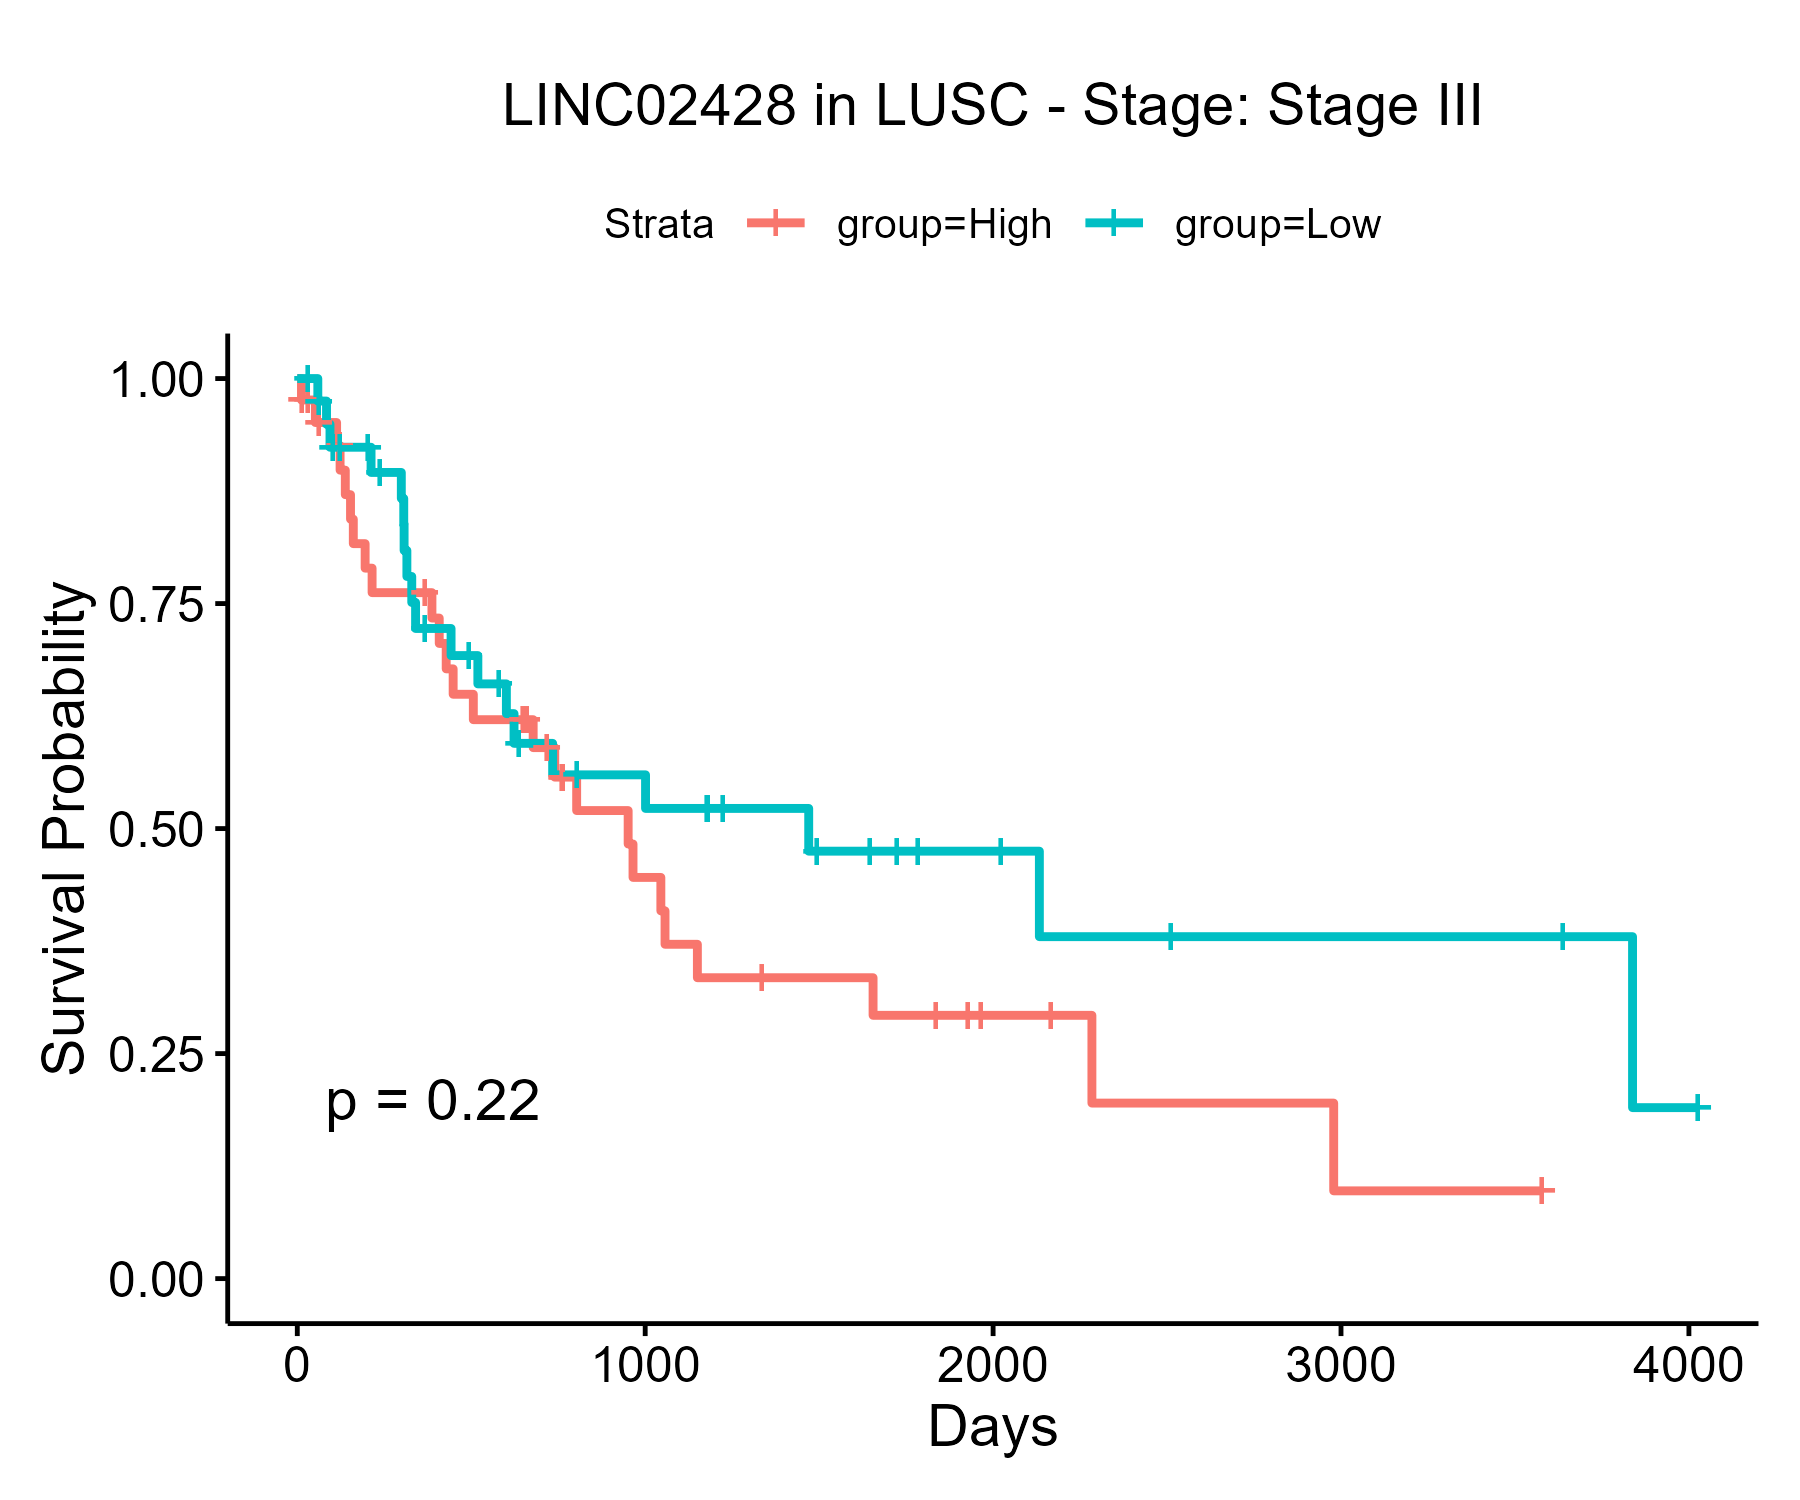 LINC02428 in LUSC - Stage: Stage III
Strata group=High group=Low
Survival Probability
1.00
0.75
0.50
0.25
0.00
p = 0.22
0 1000 2000 3000 4000
Days